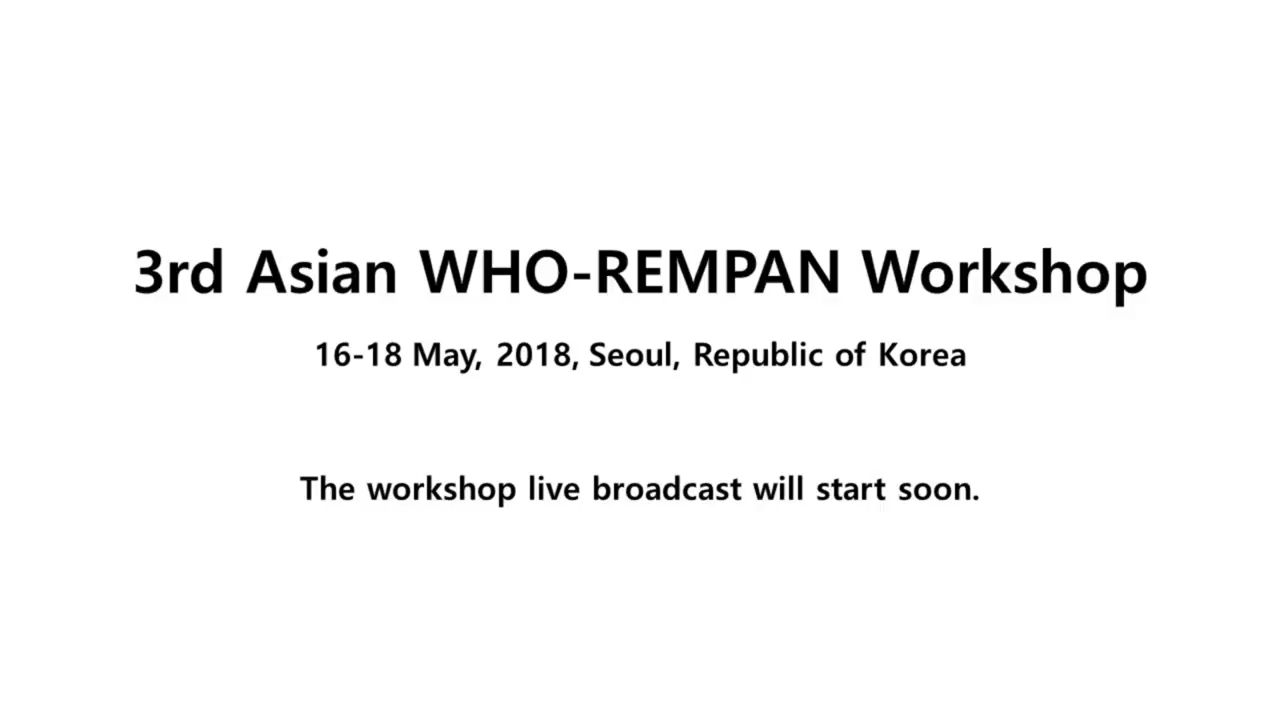 3rd Asian WHO-REMPAN Workshop
16-18 May, 2018, Seoul, Republic of Korea
The workshop live broadcast will start soon.